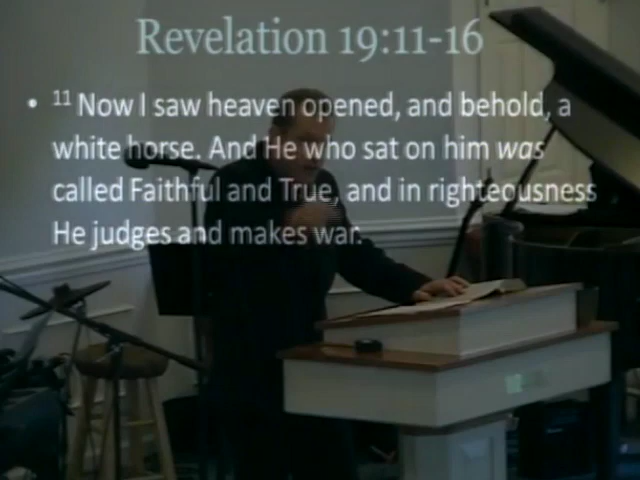 Revelation 19:11-16
• 11 Now I saw heaven opened, and behold, a
white horse. And He who sat on him was
called Faithful and True, and in righteousness
He judges and makes war.